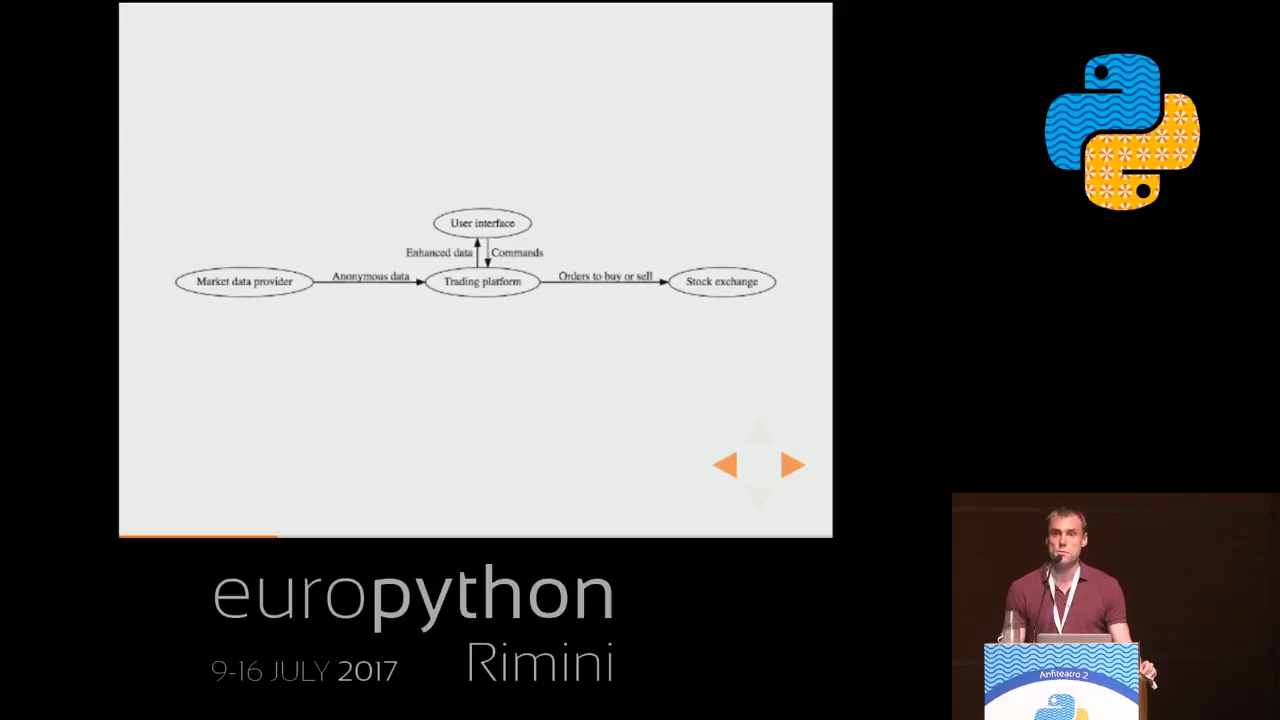 User interface
Enhanced data
Commands
Market data provider
Anonymous data
Trading platform
Orders to buy or sell
Stock exchange
europython
9-16 JULY 2017
Rimini
Anfiteatro 2